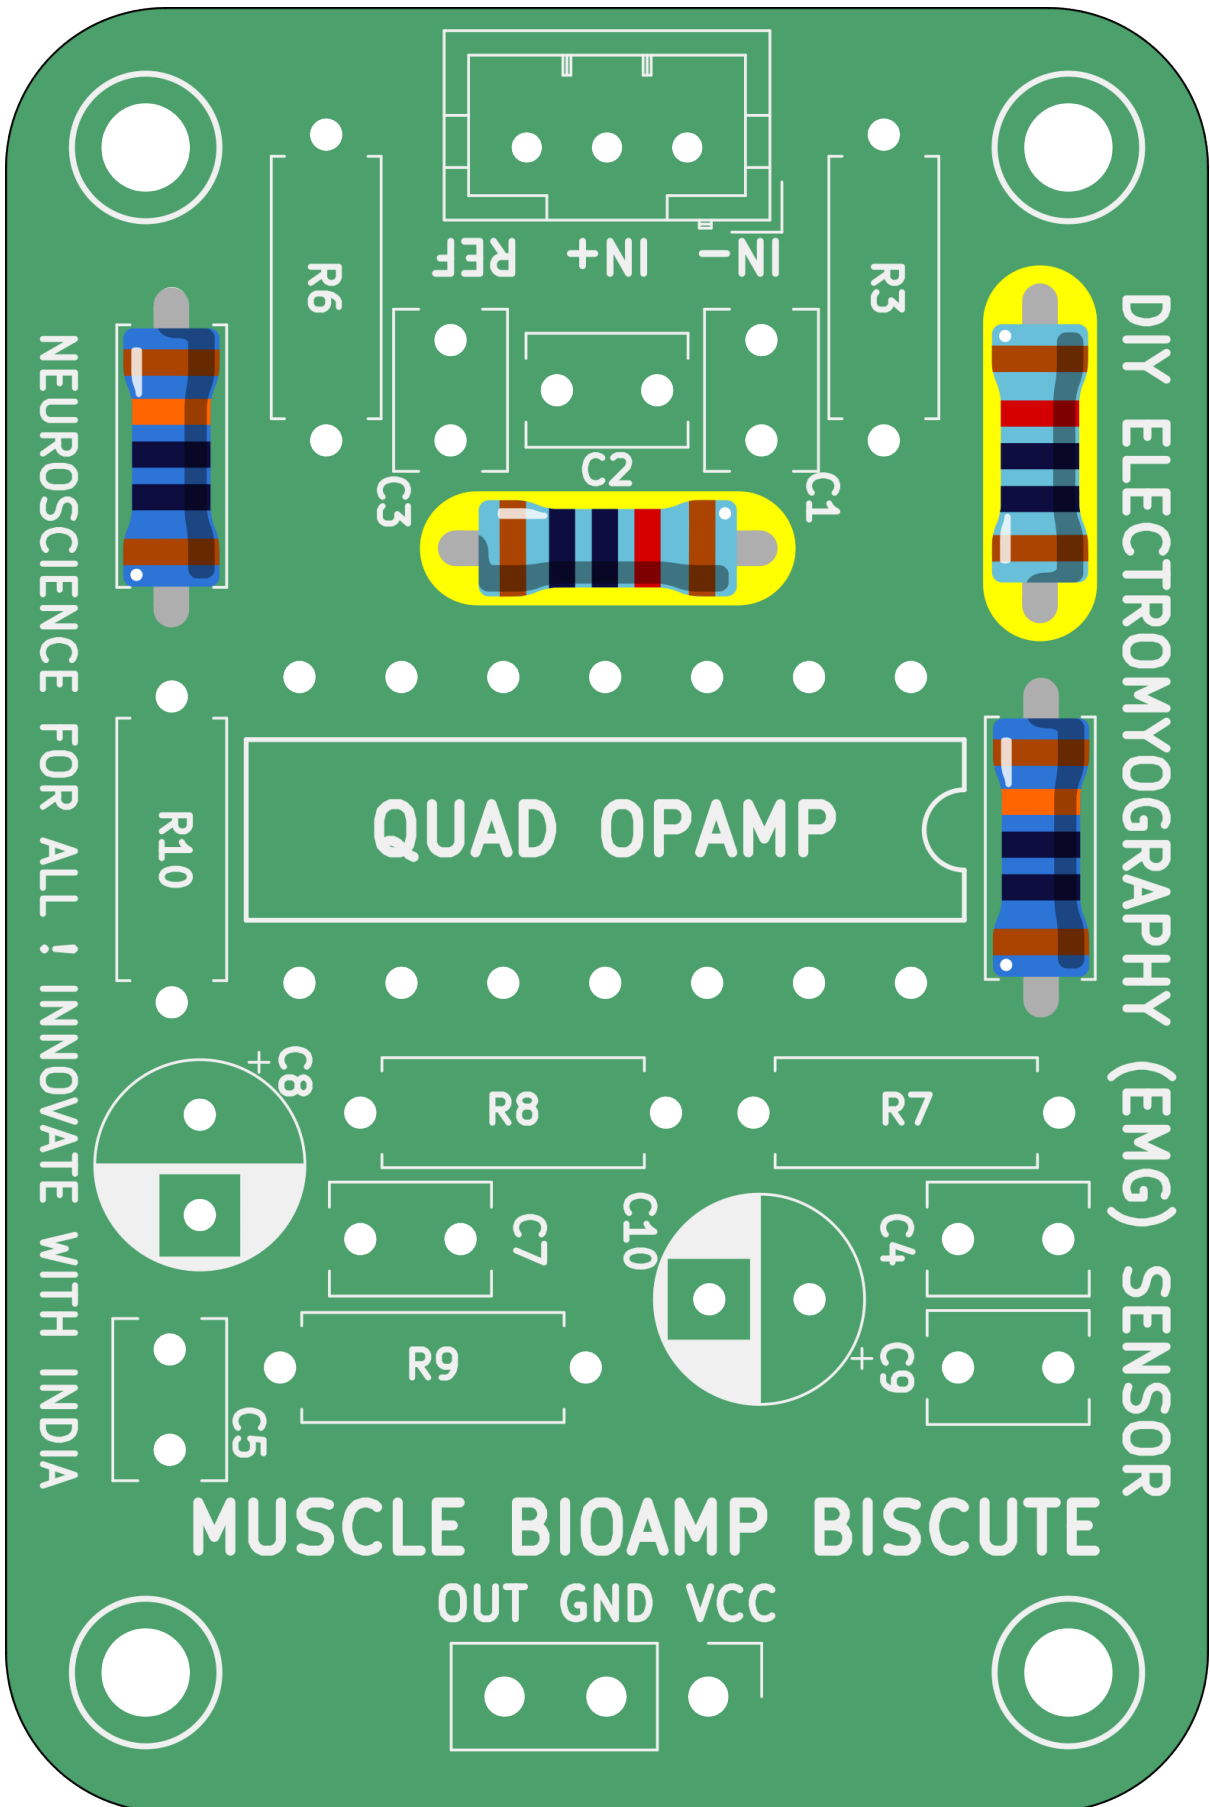 REF IN+ IN-
R6
R3
C3
C2
C1
DIY ELECTROMYOGRAPHY (EMG) SENSOR
NEUROSCIENCE FOR ALL ! INNOVATE WITH INDIA
R10
QUAD OPAMP
+
C8
R8
R7
C7
C10
C4
R9
+
C9
C5
MUSCLE BIOAMP BISCUTE
OUT GND VCC